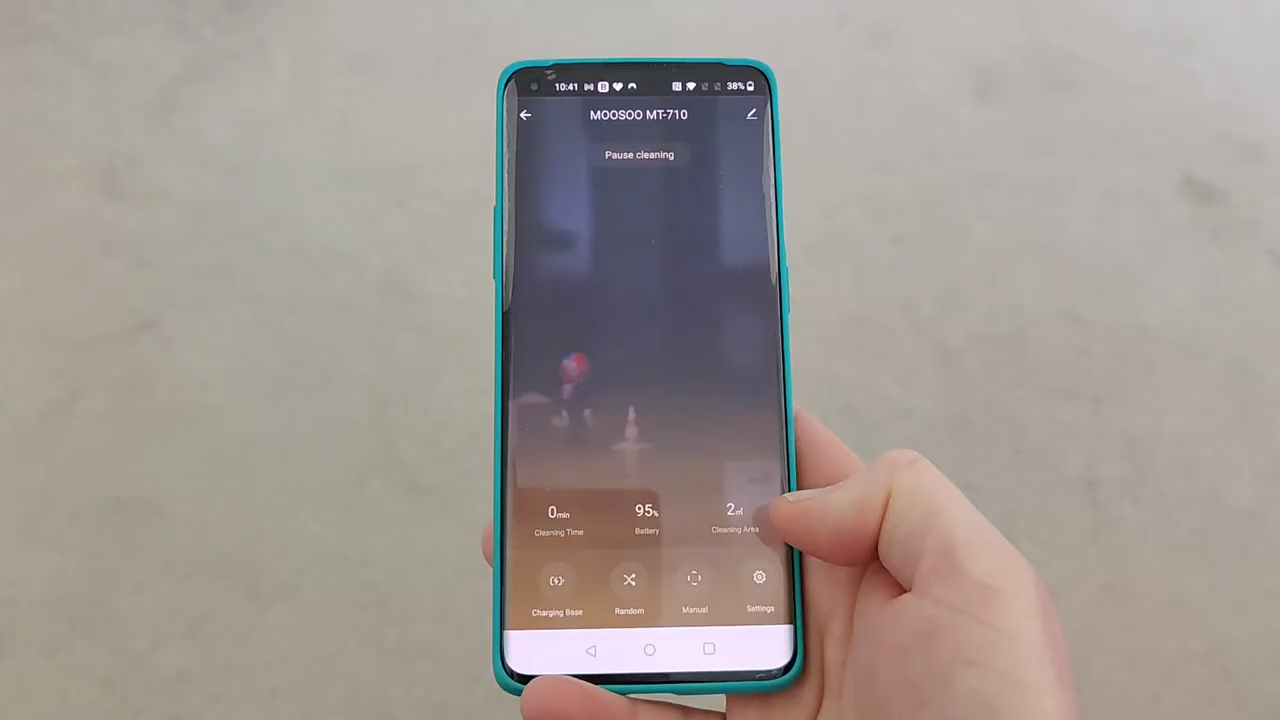 10:41 38%
MOOSOO MT-710
Pause cleaning
0min 95% 2㎡
Cleaning Time Battery Cleaning Area
Charging Base Random Manual Settings